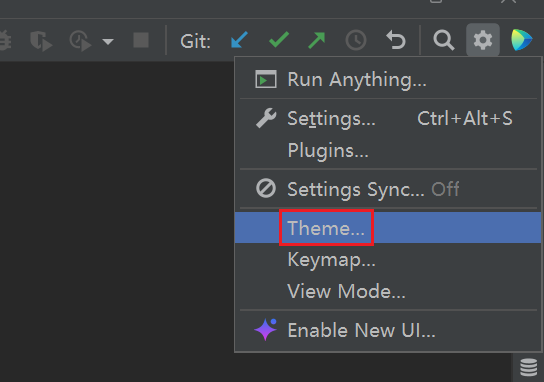 Git:
Run Anything...
Settings... Ctrl+Alt+S
Plugins...
Settings Sync... Off
Theme...
Keymap...
View Mode...
Enable New UI...